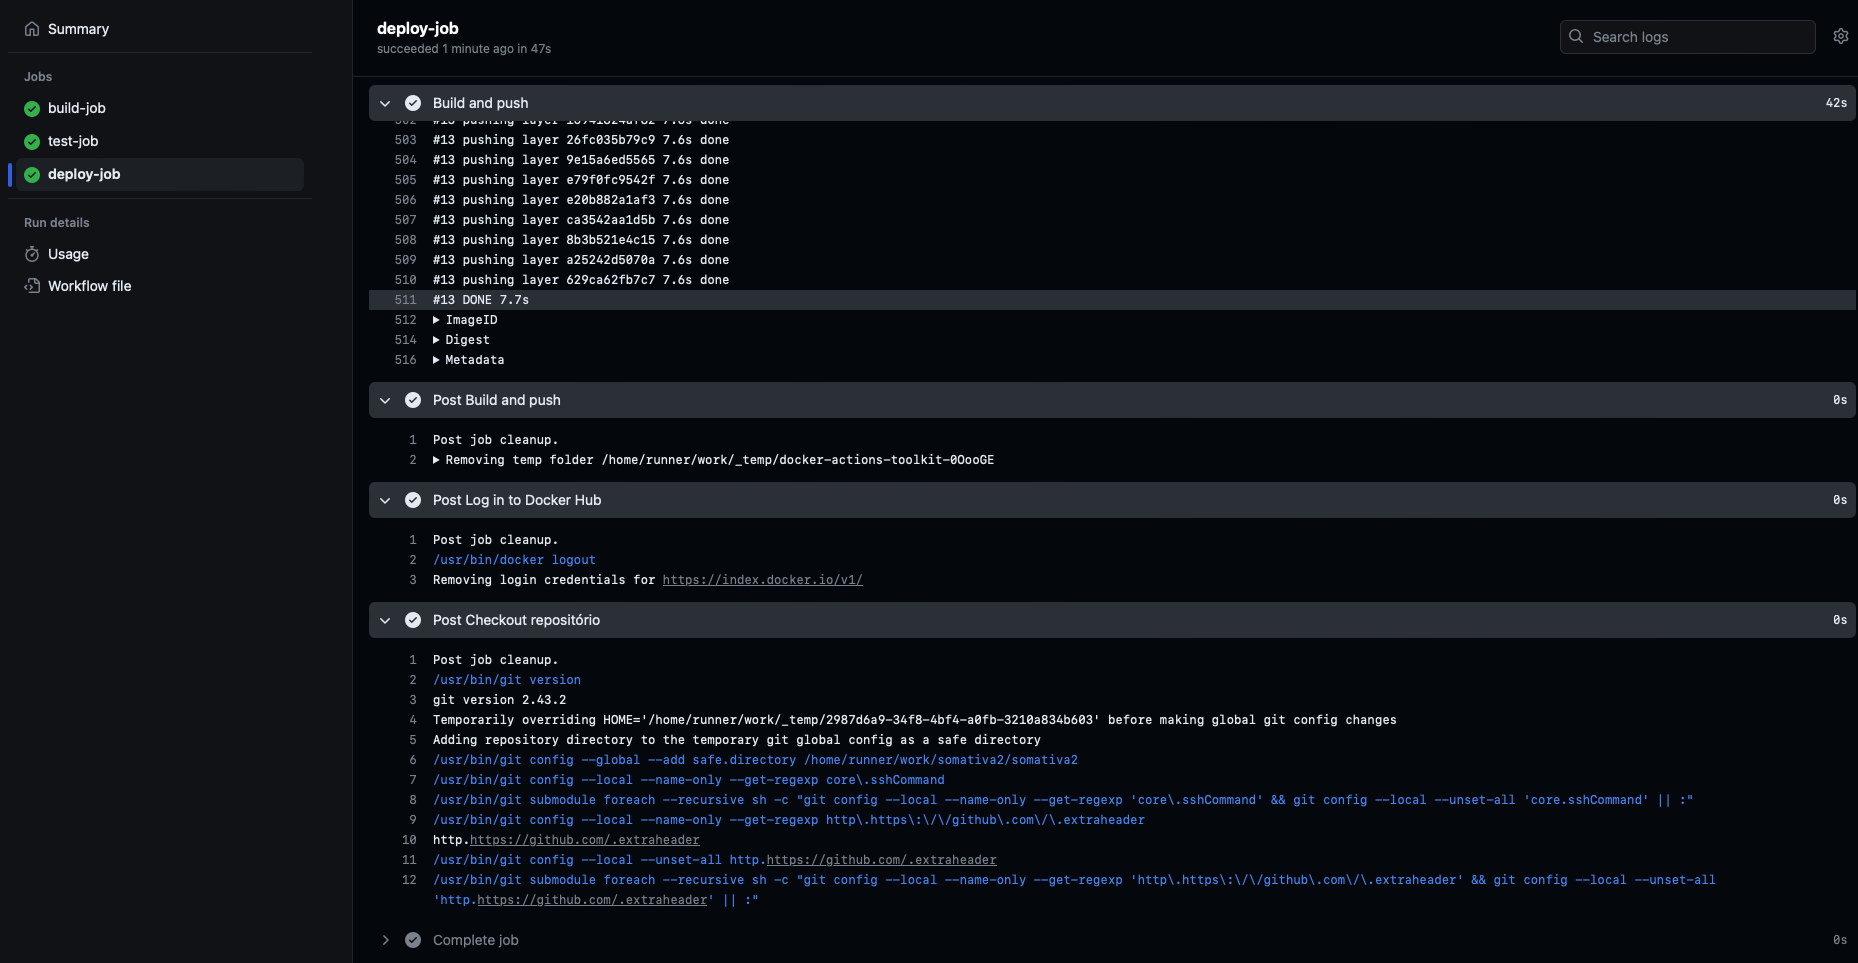 Summary
Jobs
build-job
test-job
deploy-job
Run details
Usage
Workflow file
deploy-job
succeeded 1 minute ago in 47s
Search logs
Build and push 42s
503 #13 pushing layer 26fc035b79c9 7.6s done
504 #13 pushing layer 9e15a6ed5565 7.6s done
505 #13 pushing layer e79f0fc9542f 7.6s done
506 #13 pushing layer e20b882a1af3 7.6s done
507 #13 pushing layer ca3542aa1d5b 7.6s done
508 #13 pushing layer 8b3b521e4c15 7.6s done
509 #13 pushing layer a25242d5070a 7.6s done
510 #13 pushing layer 629ca62fb7c7 7.6s done
511 #13 DONE 7.7s
512 ▶ ImageID
514 ▶ Digest
516 ▶ Metadata
Post Build and push 0s
1 Post job cleanup.
2 ▶ Removing temp folder /home/runner/work/_temp/docker-actions-toolkit-0OooGE
Post Log in to Docker Hub 0s
1 Post job cleanup.
2 /usr/bin/docker logout
3 Removing login credentials for https://index.docker.io/v1/
Post Checkout repositório 0s
1 Post job cleanup.
2 /usr/bin/git version
3 git version 2.43.2
4 Temporarily overriding HOME='/home/runner/work/_temp/2987d6a9-34f8-4bf4-a0fb-3210a834b603' before making global git config changes
5 Adding repository directory to the temporary git global config as a safe directory
6 /usr/bin/git config --global --add safe.directory /home/runner/work/somativa2/somativa2
7 /usr/bin/git config --local --name-only --get-regexp core\.sshCommand
8 /usr/bin/git submodule foreach --recursive sh -c "git config --local --name-only --get-regexp 'core\.sshCommand' && git config --local --unset-all 'core.sshCommand' || :"
9 /usr/bin/git config --local --name-only --get-regexp http\.https\:\/\/github\.com\/\.extraheader
10 http.https://github.com/.extraheader
11 /usr/bin/git config --local --unset-all http.https://github.com/.extraheader
12 /usr/bin/git submodule foreach --recursive sh -c "git config --local --name-only --get-regexp 'http\.https\:\/\/github\.com\/\.extraheader' && git config --local --unset-all
'http.https://github.com/.extraheader' || :"
Complete job 0s